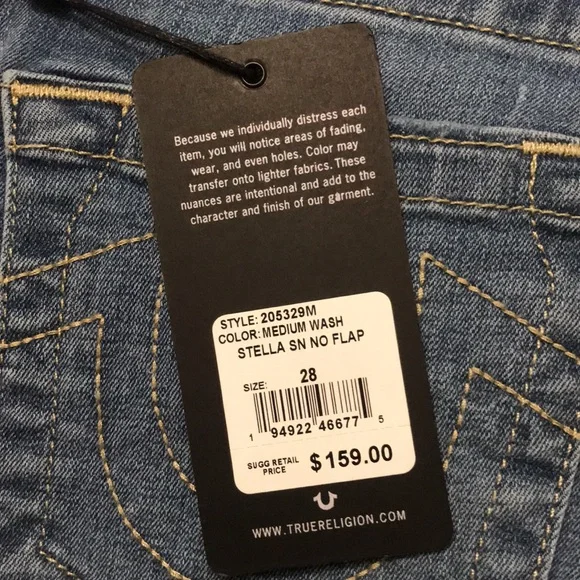 Because we individually distress each
item, you will notice areas of fading,
wear, and even holes. Color may
transfer onto lighter fabrics. These
nuances are intentional and add to the
character and finish of our garment.
STYLE: 205329M
COLOR: MEDIUM WASH
STELLA SN NO FLAP
SIZE: 28
1 94922 46677 5
SUGG RETAIL
PRICE $159.00
WWW.TRUERELIGION.COM